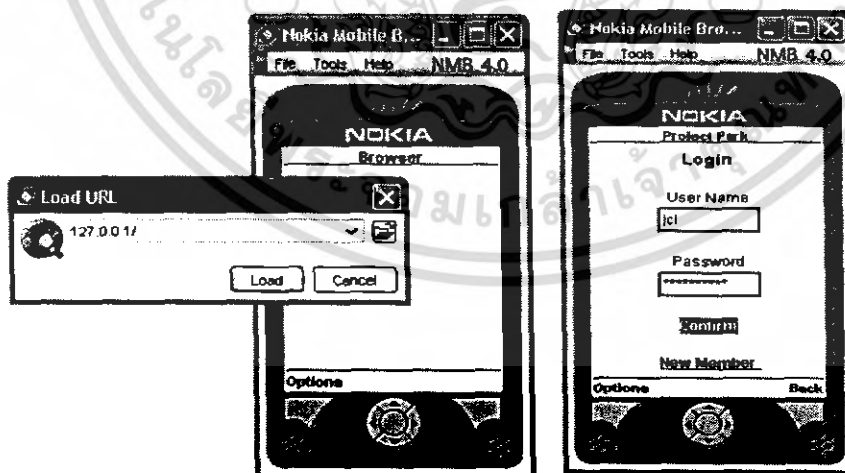 Nokia Mobile B...
File Tools Help NMB 4.0
NOKIA
Browser
Load URL
127.0.0.1/
Load Cancel
Options
Nokia Mobile Bro...
File Tools Help NMB 4.0
NOKIA
Project Park
Login
User Name
jcl
Password
**********
Confirm
New Member
Options Back